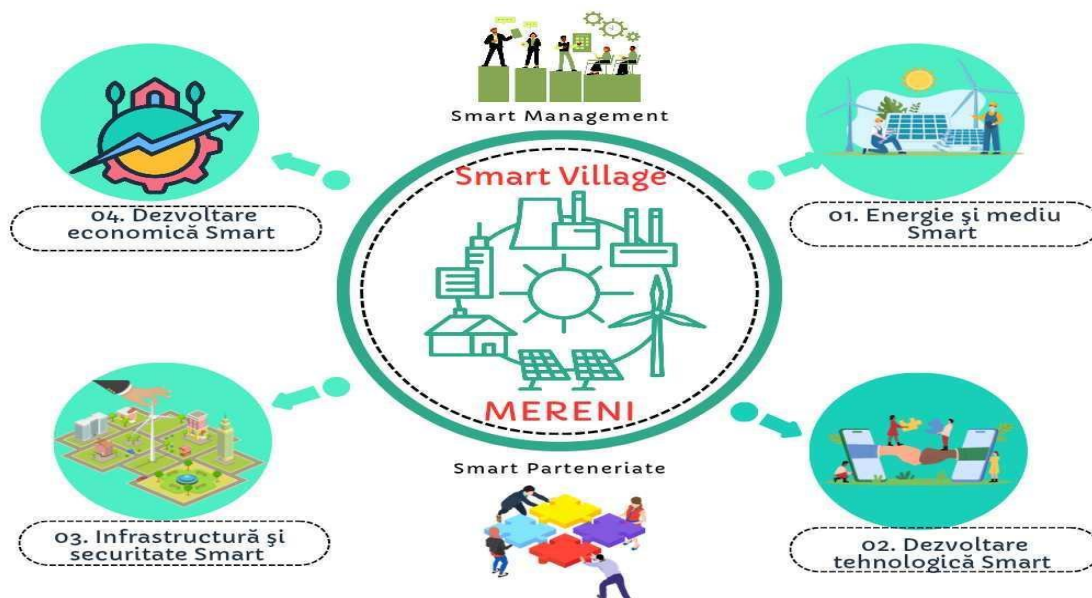 Smart Management
Smart Village
MERENI
Smart Parteneriate
01. Energie şi mediu
Smart
02. Dezvoltare
tehnologică Smart
03. Infrastructură şi
securitate Smart
04. Dezvoltare
economică Smart